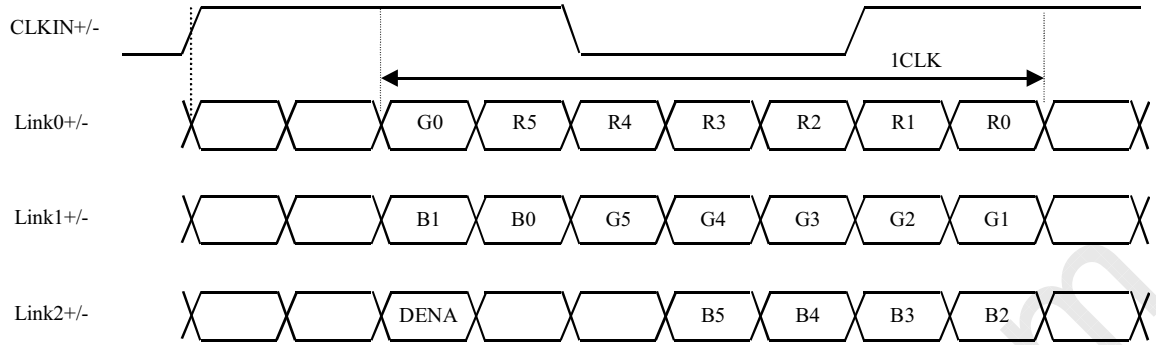 CLKIN+/-
1CLK
Link0+/- G0 R5 R4 R3 R2 R1 R0
Link1+/- B1 B0 G5 G4 G3 G2 G1
Link2+/- DENA B5 B4 B3 B2